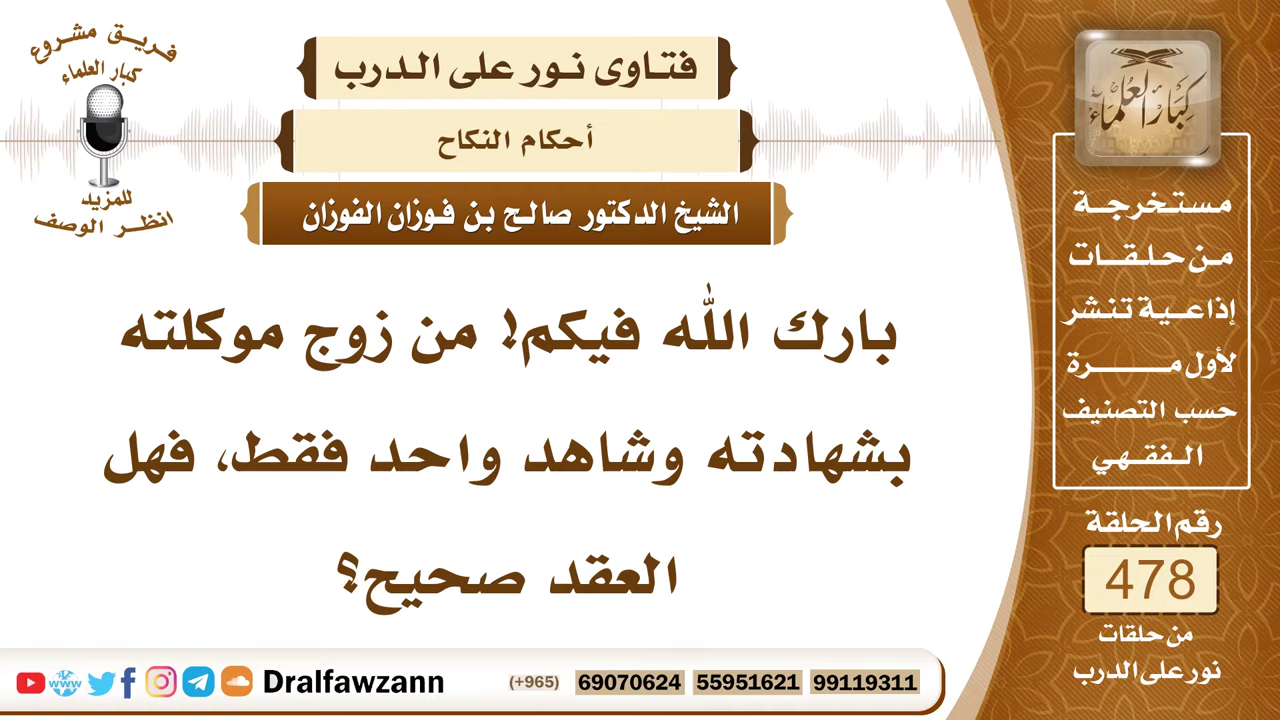 فريق مشروع
كبار العلماء
للمزيد
انظر الوصف
فتاوى نور على الدرب
أحكام النكاح
الشيخ الدكتور صالح بن فوزان الفوزان
بارك الله فيكم! من زوج موكلته
بشهادته وشاهد واحد فقط، فهل
العقد صحيح؟
كبار العلماء
مستخرجة
من حلقات
إذاعية تنشر
لأول مرة
حسب التصنيف
الفقهي
رقم الحلقة
478
من حلقات
نور على الدرب
Dralfawzann (+965) 69070624 55951621 99119311